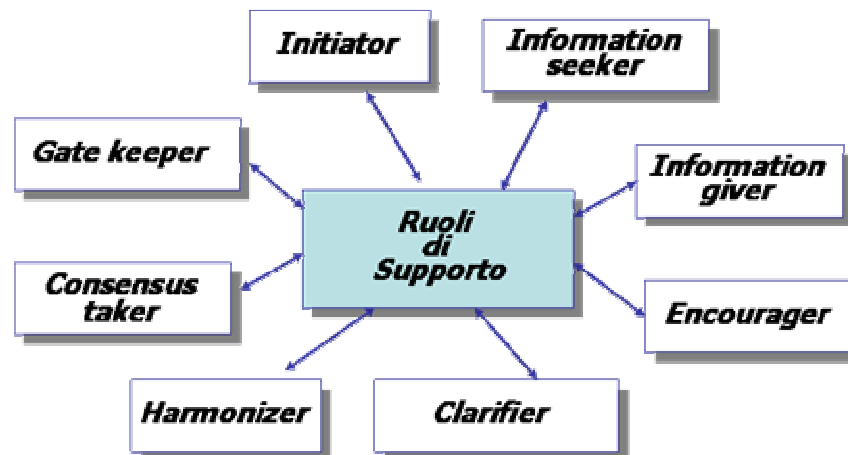 Initiator
Information
seeker
Gate keeper
Information
giver
Ruoli
di
Supporto
Consensus
taker
Encourager
Harmonizer
Clarifier